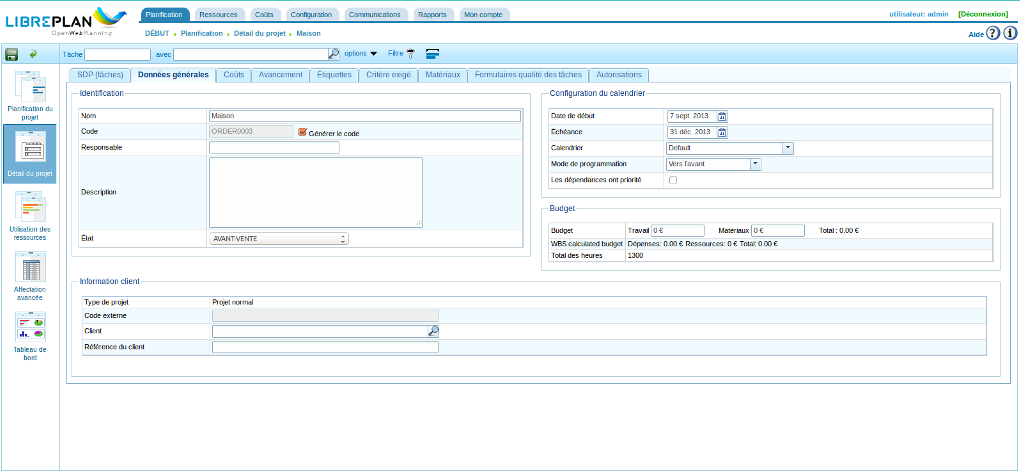 LIBREPLAN
OpenWebPlanning
Planification Ressources Coûts Configuration Communications Rapports Mon compte
utilisateur: admin [Déconnexion]
DÉBUT Planification Détail du projet Maison
Aide
Tâche avec options Filtre
SDP (tâches) Données générales Coûts Avancement Étiquettes Critère exigé Matériaux Formulaires qualité des tâches Autorisations
Planification du
projet
Détail du projet
Utilisation des
ressources
Affectation
avancée
Tableau de
bord
Identification
Nom Maison
Code ORDER0003 Générer le code
Responsable
Description
État AVANT-VENTE
Configuration du calendrier
Date de début 7 sept. 2013
Échéance 31 déc. 2013
Calendrier Default
Mode de programmation Vers l'avant
Les dépendances ont priorité
Budget
Budget Travail 0 € Matériaux 0 € Total : 0.00 €
WBS calculated budget Dépenses: 0.00 € Ressources: 0 € Total: 0.00 €
Total des heures 1300
Information client
Type de projet Projet normal
Code externe
Client
Référence du client